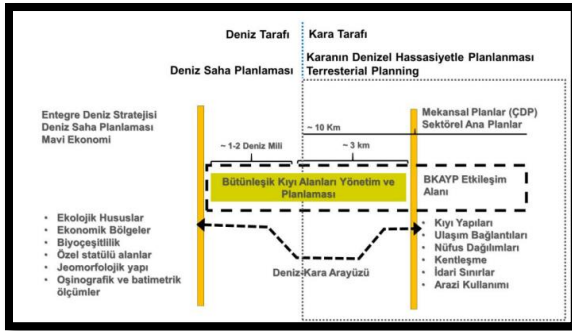 Deniz Tarafı
Kara Tarafı
Deniz Saha Planlaması
Karanın Denizel Hassasiyetle Planlanması
Terresterial Planning
Entegre Deniz Stratejisi
Deniz Saha Planlaması
Mavi Ekonomi
Mekansal Planlar (ÇDP)
Sektörel Ana Planlar
~ 10 Km
~ 1-2 Deniz Mili
~ 3 km
Bütünleşik Kıyı Alanları Yönetim ve
Planlaması
BKAYP Etkileşim
Alanı
• Ekolojik Hususlar
• Ekonomik Bölgeler
• Biyoçeşitlilik
• Özel statülü alanlar
• Jeomorfolojik yapı
• Oşinografik ve batimetrik
ölçümler
Deniz-Kara Arayüzü
• Kıyı Yapıları
• Ulaşım Bağlantıları
• Nüfus Dağılımları
• Kentleşme
• İdari Sınırlar
• Arazi Kullanımı